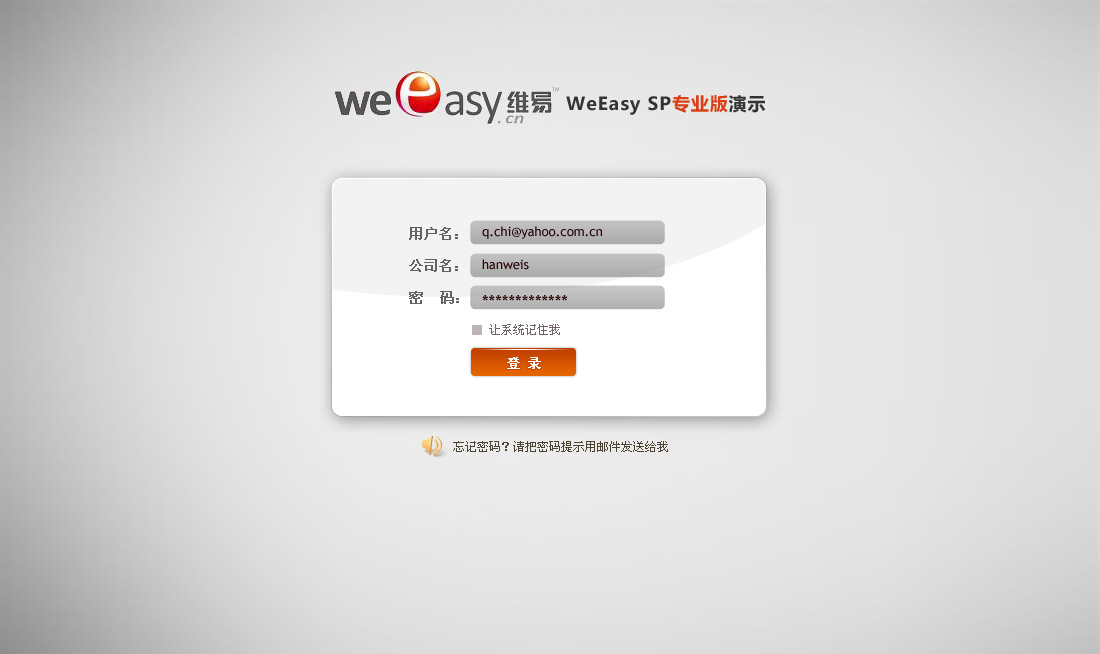 weeasy维易™ WeEasy SP专业版演示
.cn
用户名： q.chi@yahoo.com.cn
公司名： hanweis
密 码： *************
让系统记住我
登 录
忘记密码？请把密码提示用邮件发送给我